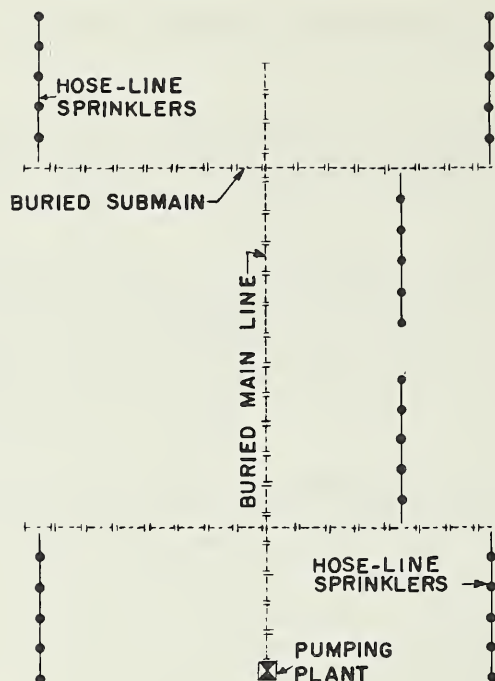 HOSE-LINE
SPRINKLERS
BURIED SUBMAIN
BURIED MAIN LINE
HOSE-LINE
SPRINKLERS
PUMPING
PLANT